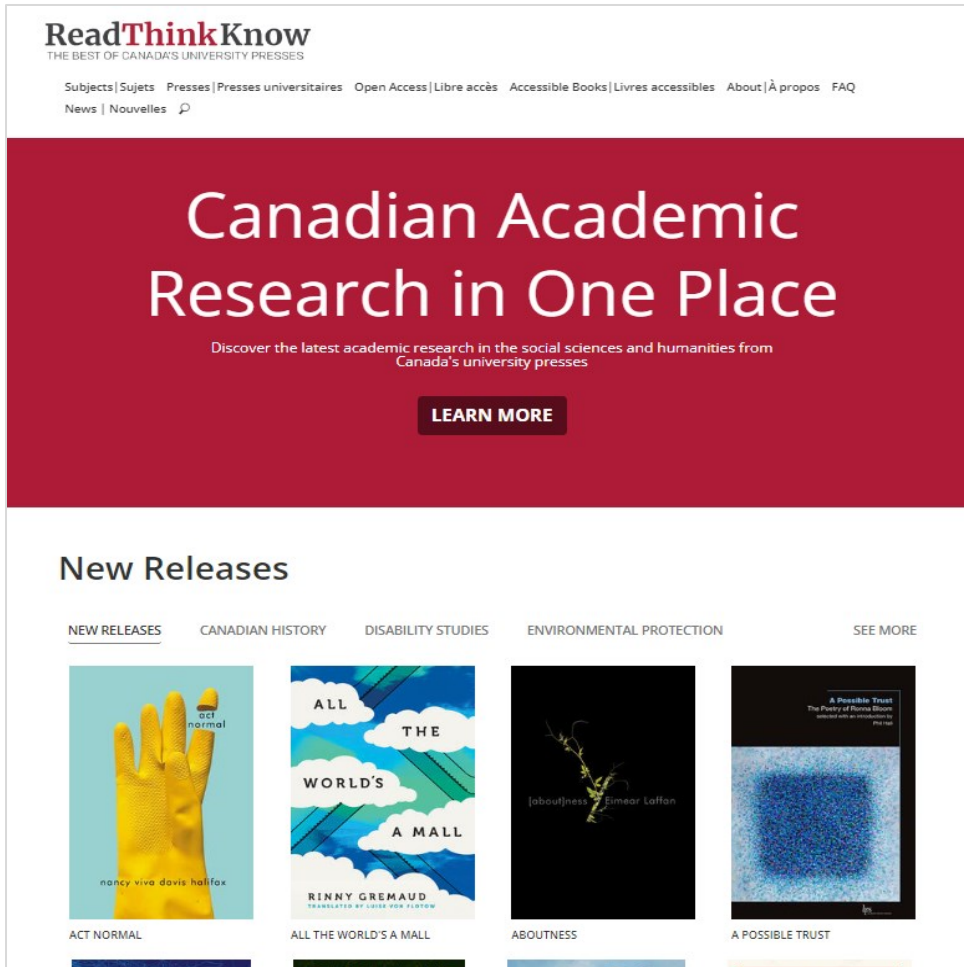 ReadThinkKnow
THE BEST OF CANADA'S UNIVERSITY PRESSES
Subjects|Sujets Presses|Presses universitaires Open Access|Libre accès Accessible Books|Livres accessibles About|À propos FAQ
News | Nouvelles
Canadian Academic
Research in One Place
Discover the latest academic research in the social sciences and humanities from
Canada's university presses
LEARN MORE
New Releases
NEW RELEASES CANADIAN HISTORY DISABILITY STUDIES ENVIRONMENTAL PROTECTION SEE MORE
act
normal
nancy viva davis halifax
ALL
THE
WORLD'S
A MALL
RINNY GREMAUD
TRANSLATED BY LUISE VON FLOTOW
[about]ness Eimear Laffan
A Possible Trust
The Poetry of Ronna Bloom
selected with an introduction by
Phil Hall
ACT NORMAL
ALL THE WORLD'S A MALL
ABOUTNESS
A POSSIBLE TRUST